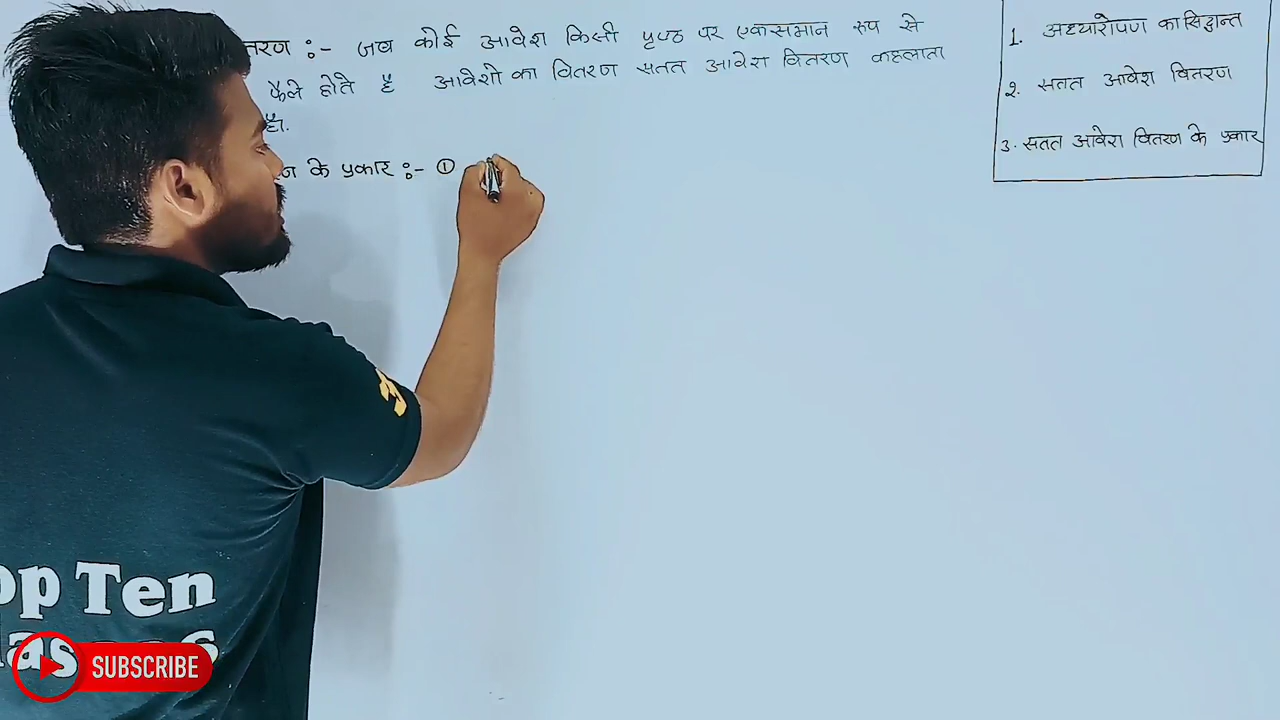 तरण :- जब कोई आवेश किसी पृष्ठ पर एकसमान रूप से
फैले होते है आवेशो का वितरण सतत आवेश वितरण कहलाता
है।
के प्रकार :- ①
1. अध्यारोपण का सिद्धान्त
2. सतत आवेश वितरण
3. सतत आवेश वितरण के प्रकार
Ten
SUBSCRIBE